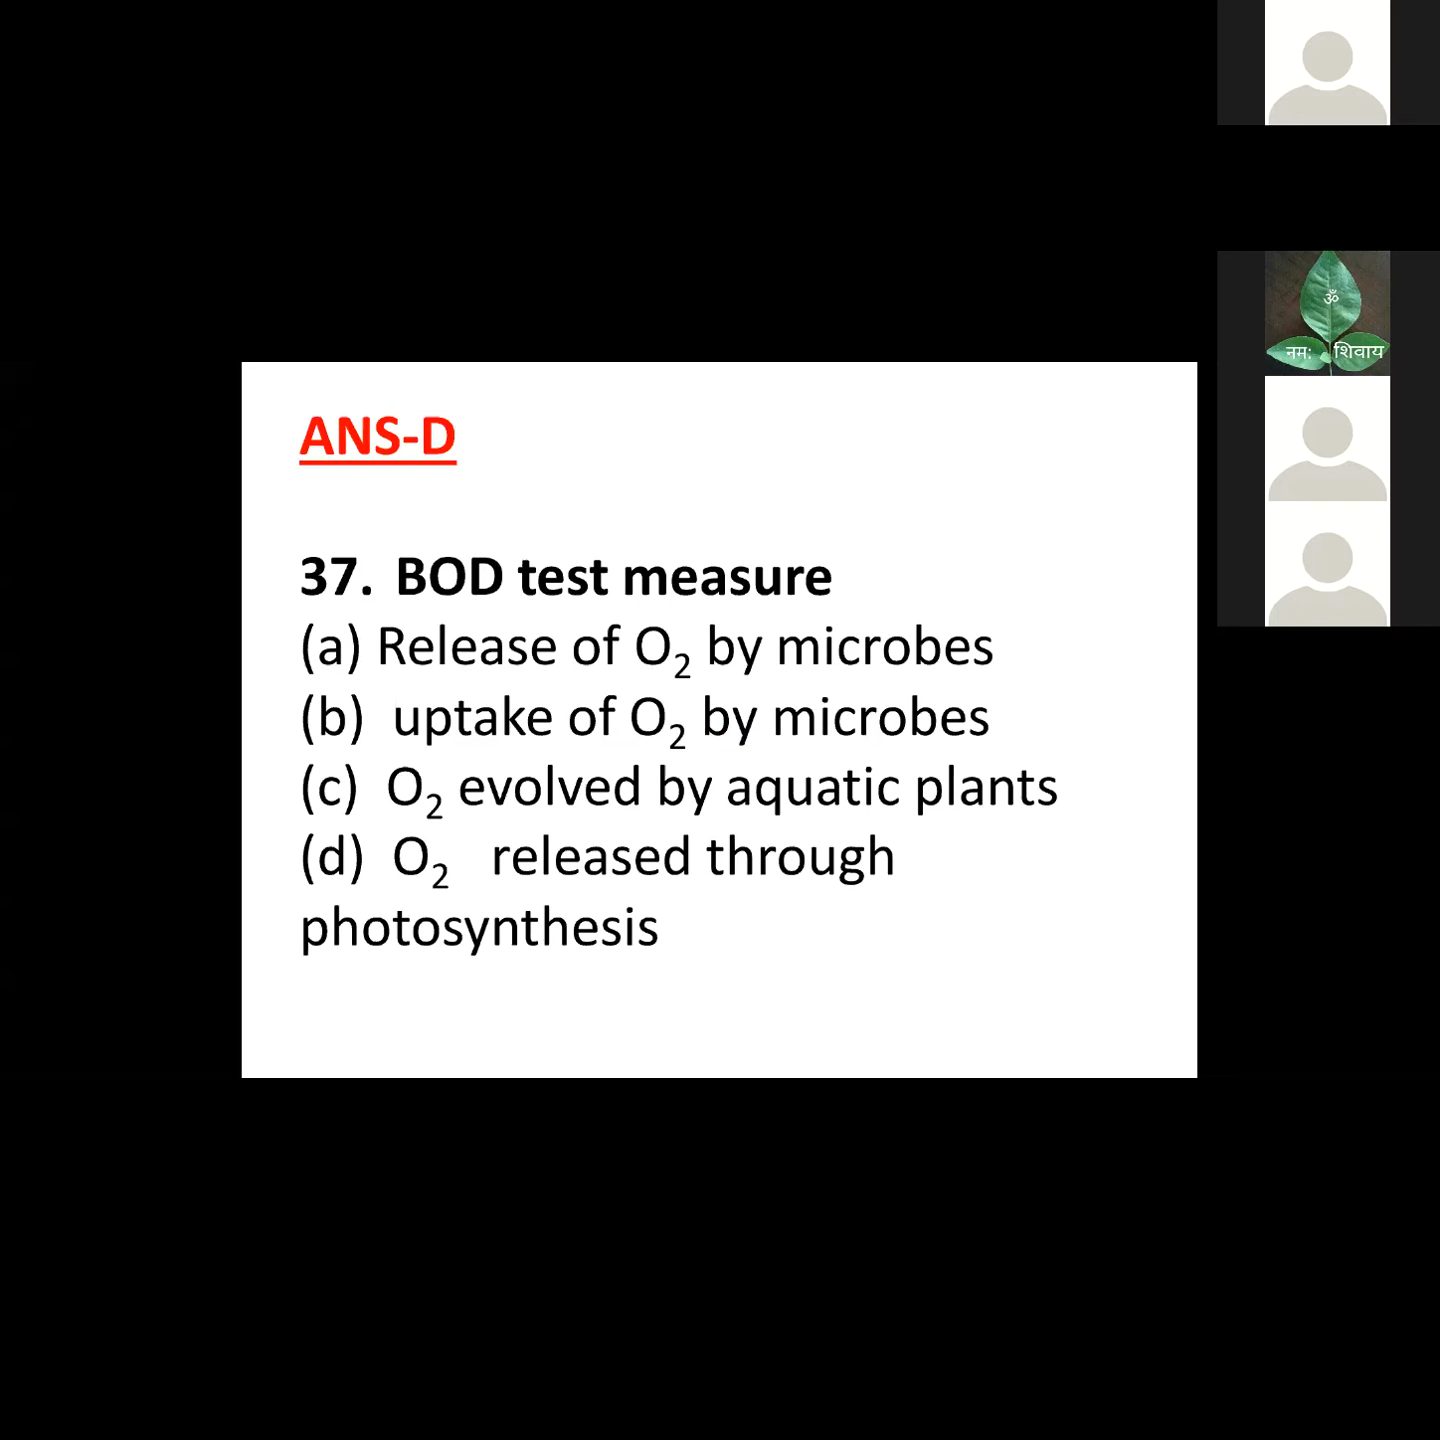 ANS-D
37. BOD test measure
(a) Release of O₂ by microbes
(b) uptake of O₂ by microbes
(c) O₂ evolved by aquatic plants
(d) O₂ released through
photosynthesis
ॐ
नम: शिवाय